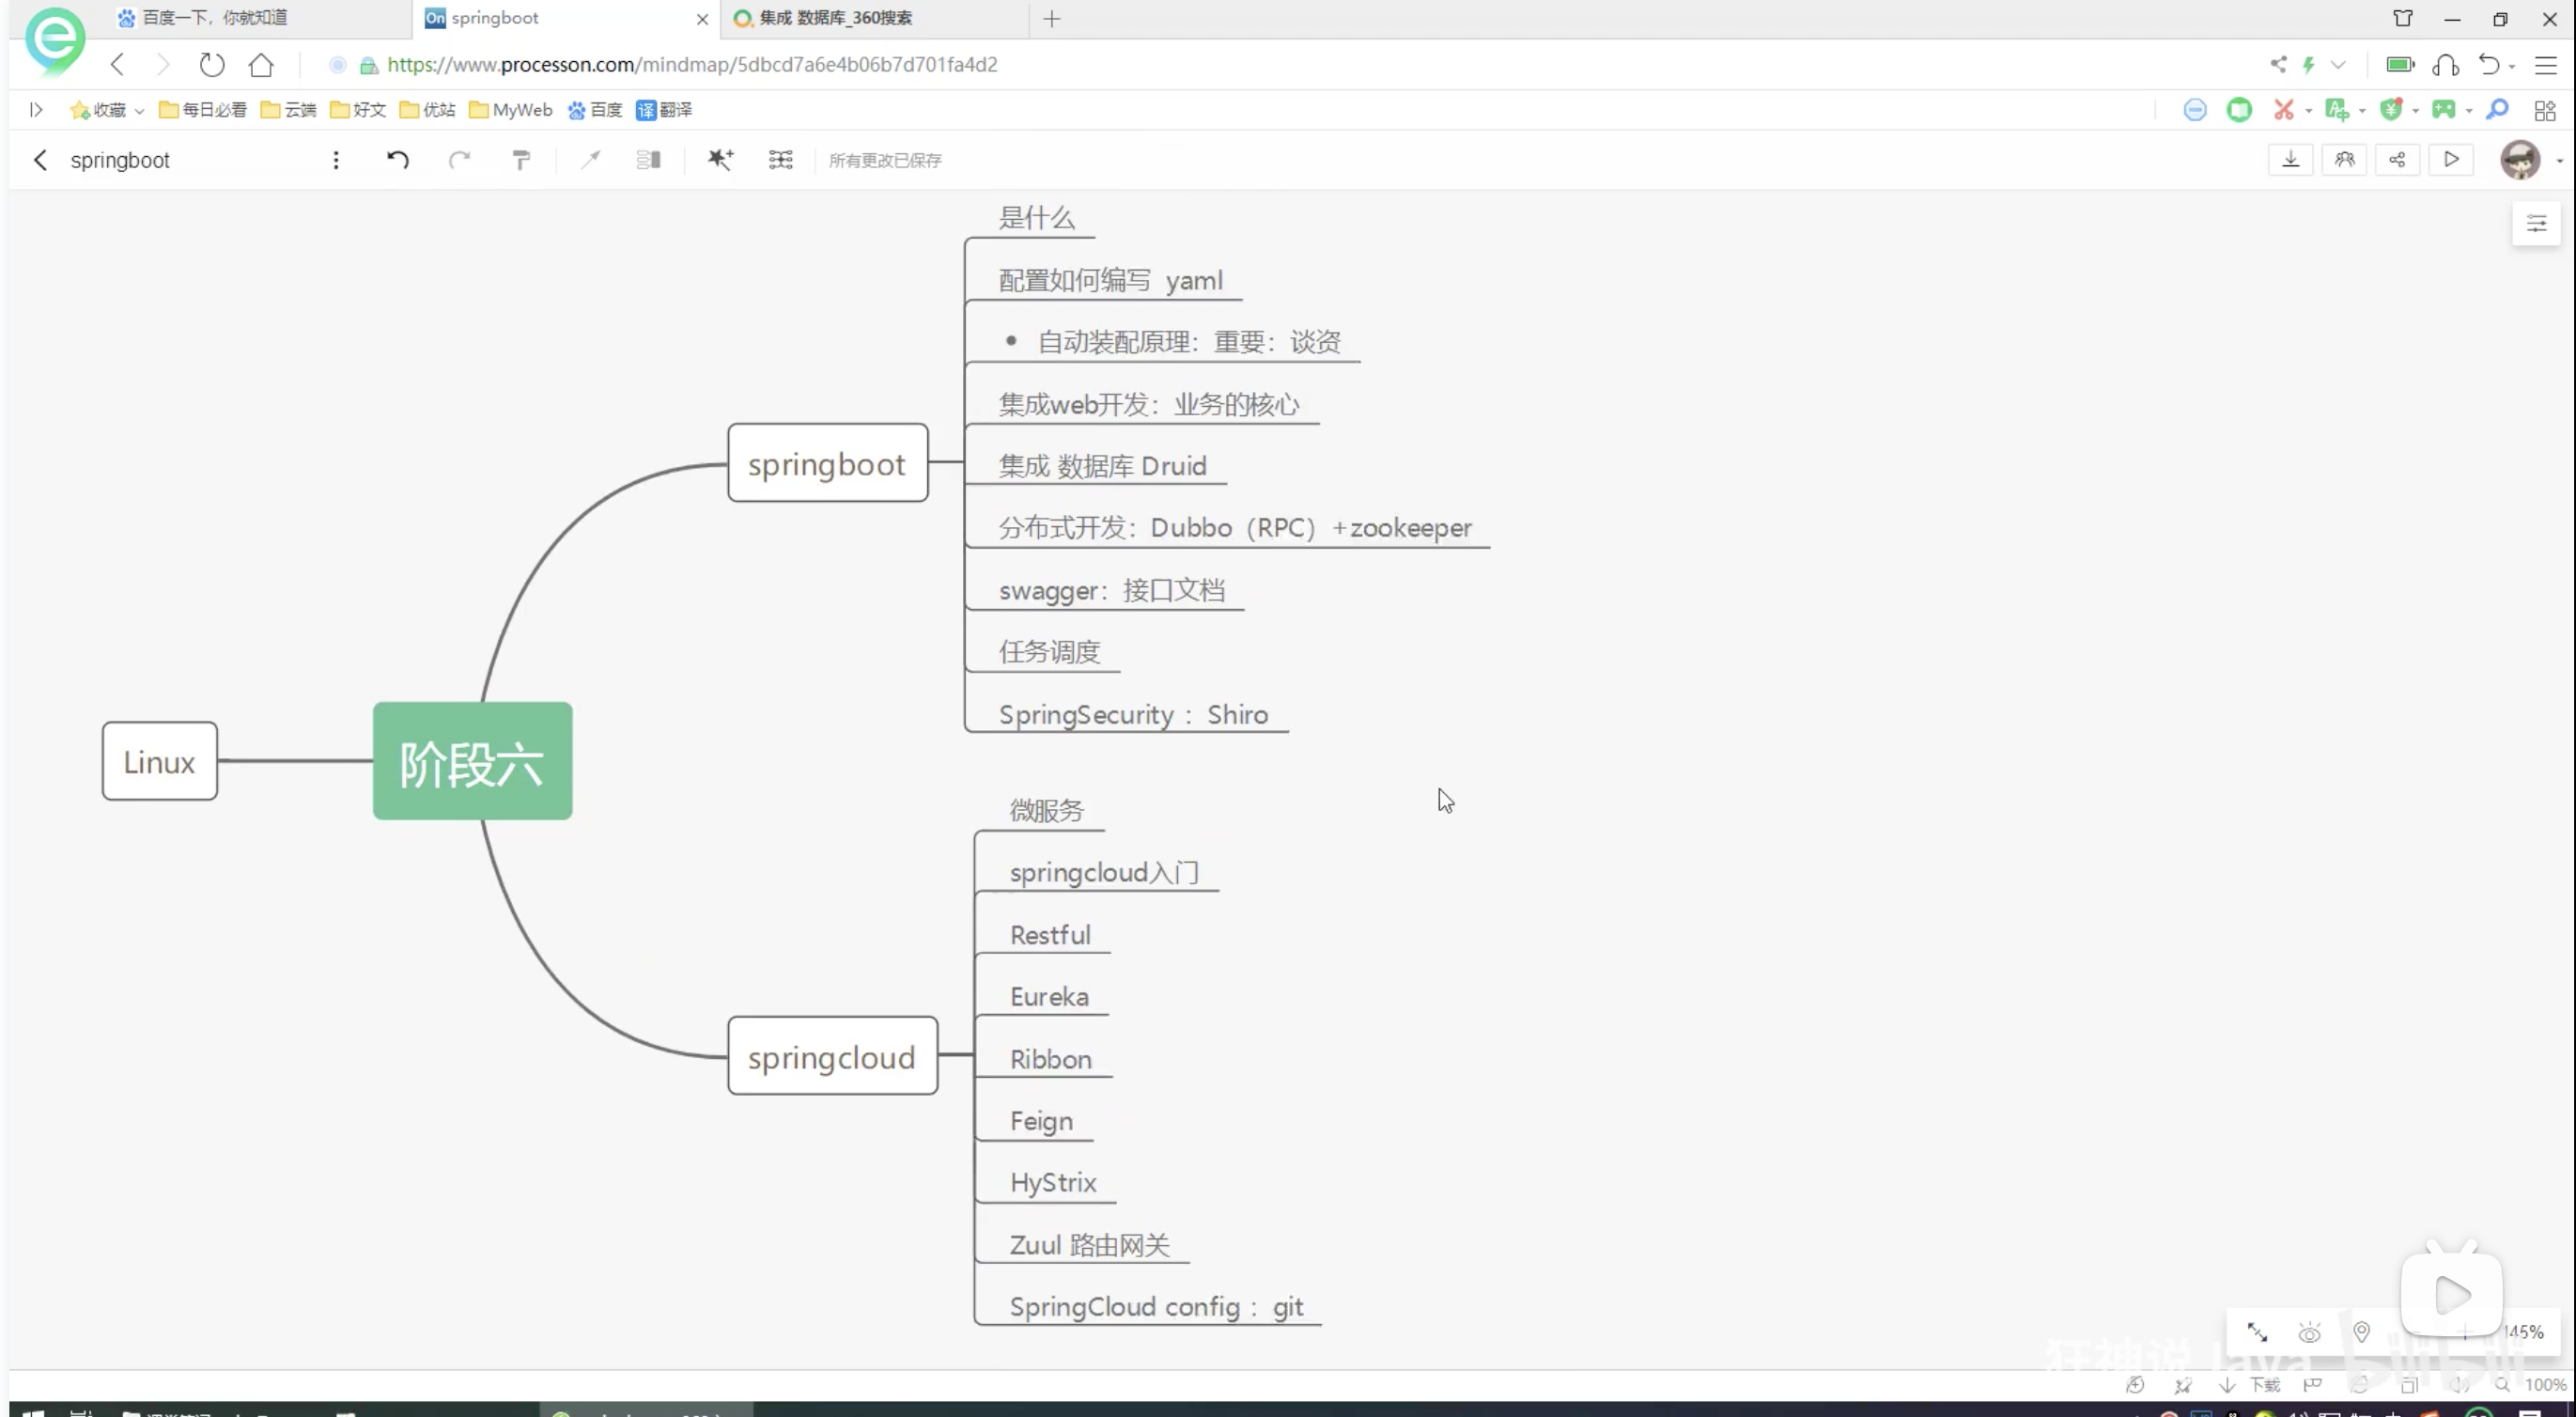 百度一下，你就知道
On springboot
集成 数据库_360搜索
https://www.processon.com/mindmap/5dbcd7a6e4b06b7d701fa4d2
收藏 每日必看 云端 好文 优站 MyWeb 百度 译 翻译
springboot
所有更改已保存
是什么
配置如何编写 yaml
自动装配原理：重要：谈资
集成web开发：业务的核心
集成 数据库 Druid
分布式开发：Dubbo（RPC）+zookeeper
swagger：接口文档
任务调度
SpringSecurity ：Shiro
springboot
Linux
阶段六
微服务
springcloud入门
Restful
Eureka
Ribbon
Feign
HyStrix
Zuul 路由网关
SpringCloud config ：git
springcloud
145%
狂神说 Java
bilibili
下载
100%